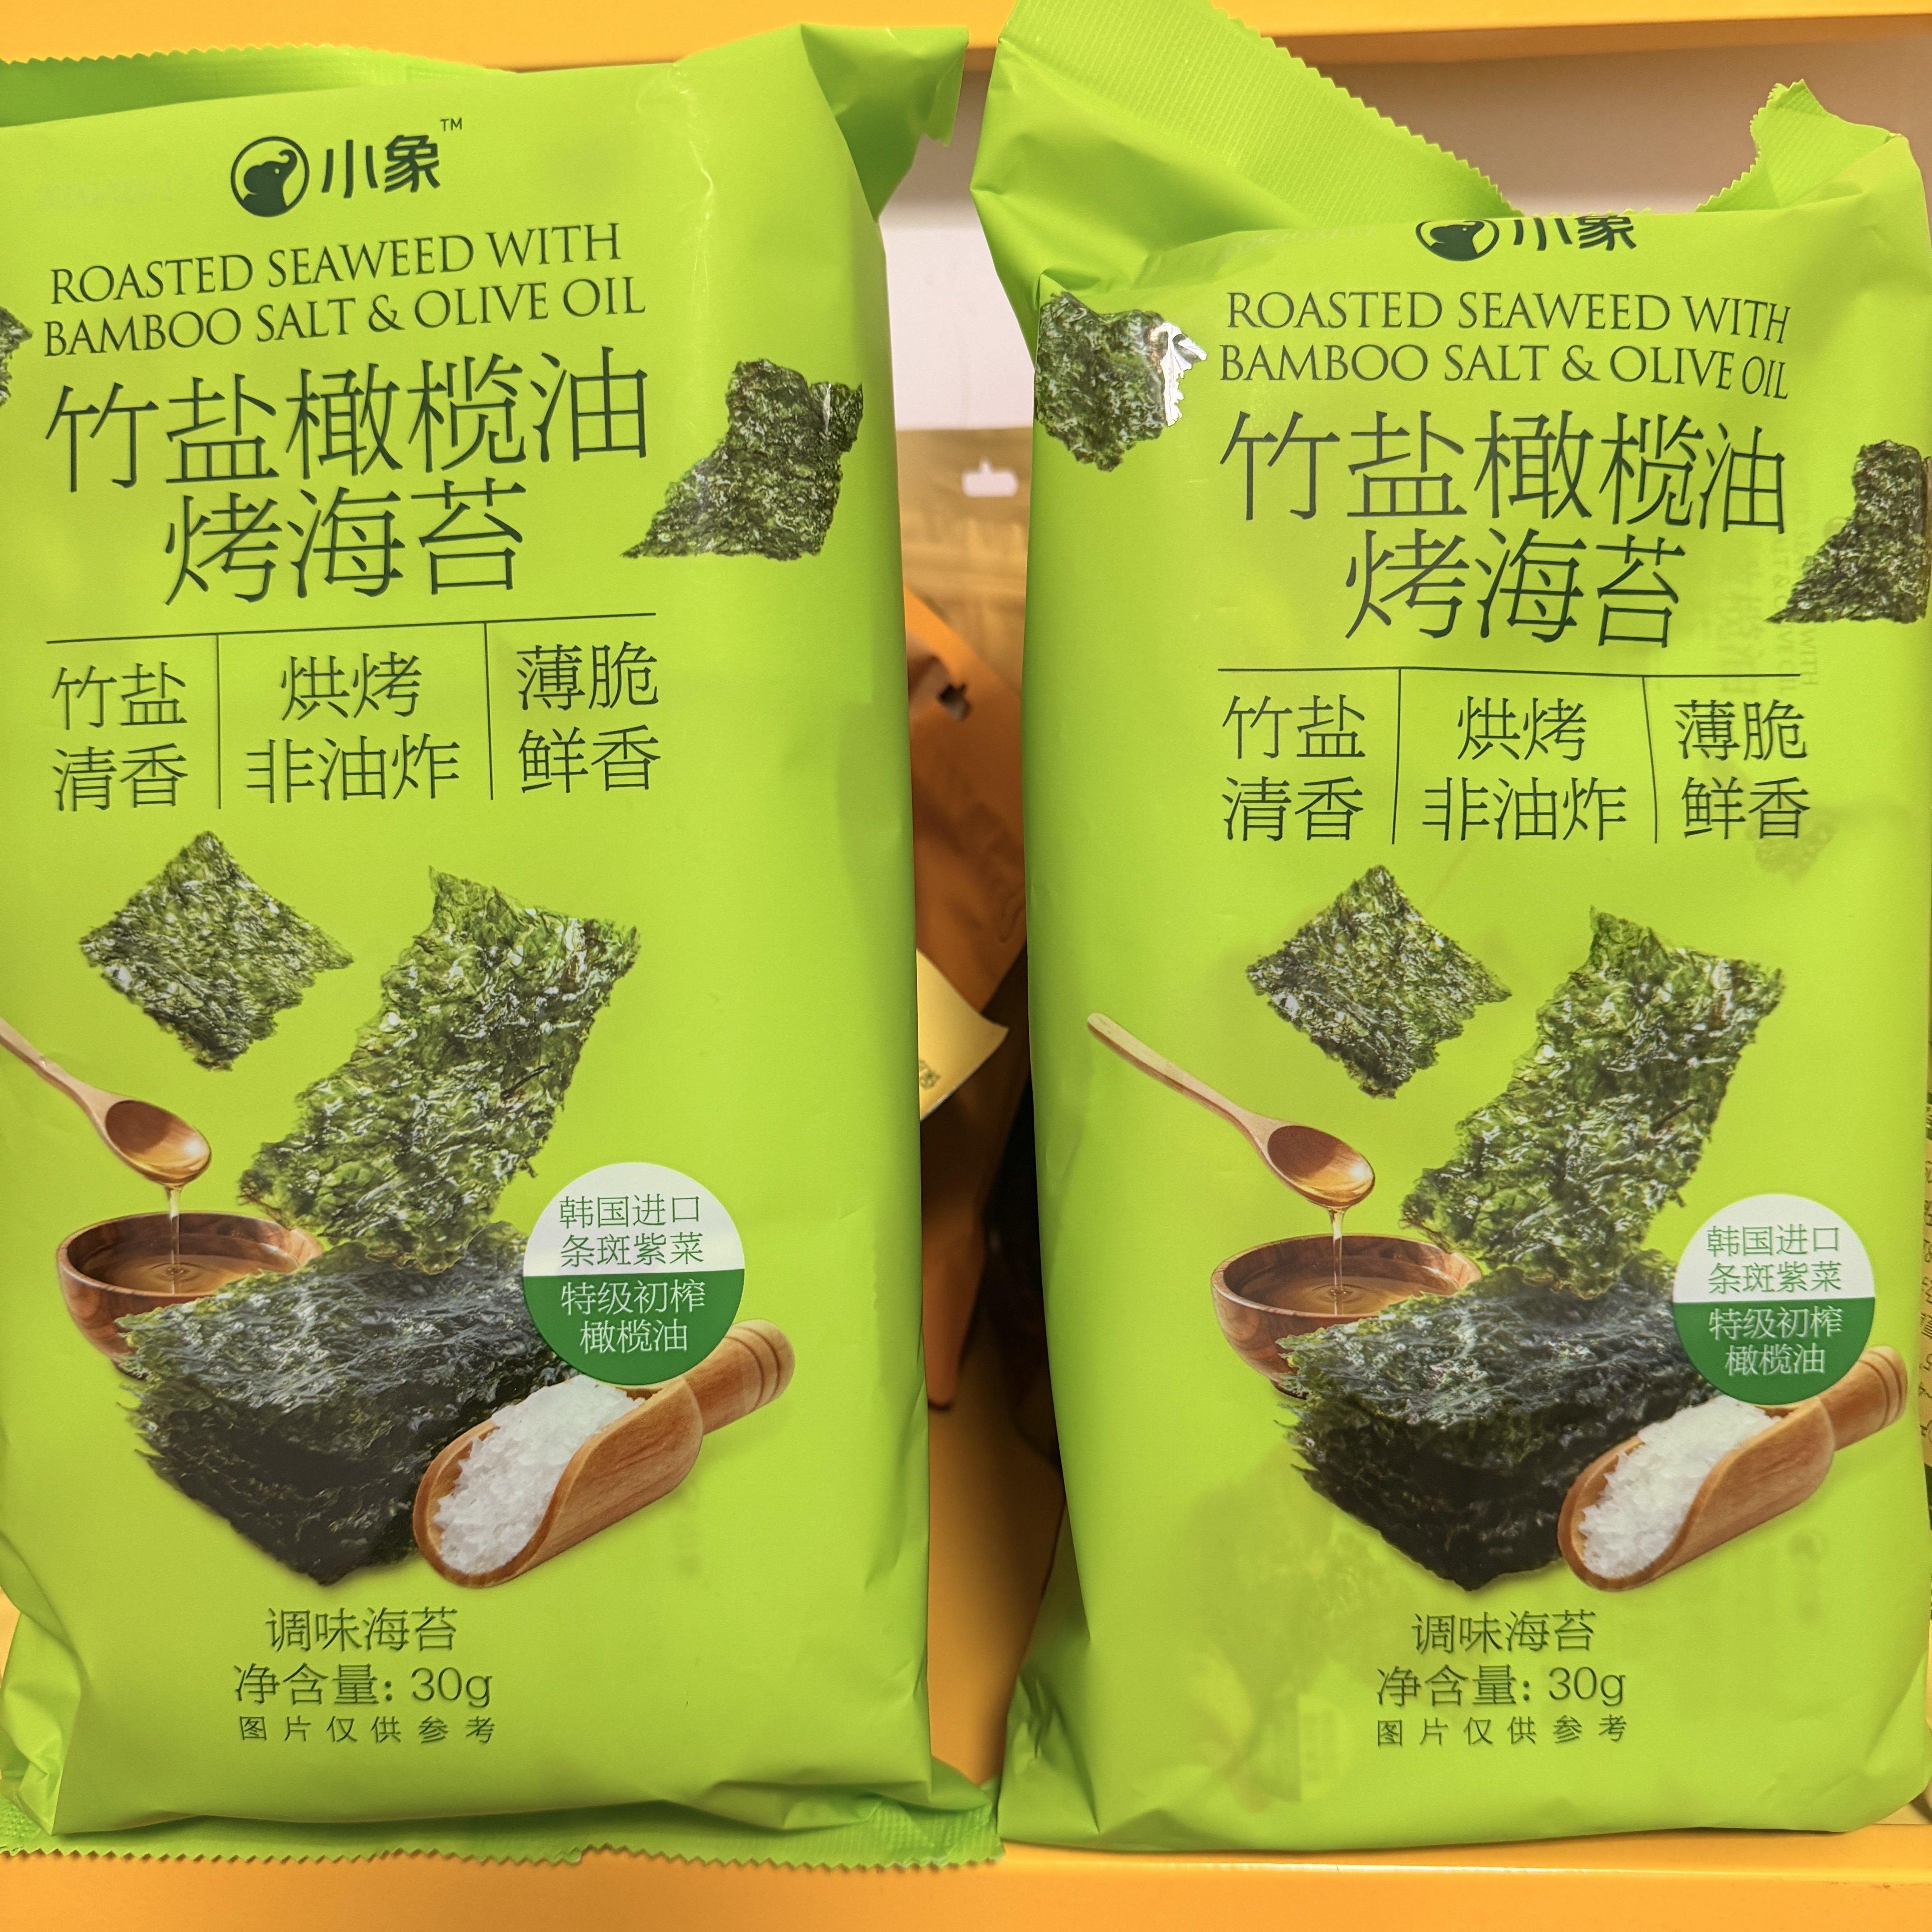 小象™
ROASTED SEAWEED WITH
BAMBOO SALT & OLIVE OIL
竹盐橄榄油
烤海苔
竹盐
清香
烘烤
非油炸
薄脆
鲜香
韩国进口
条斑紫菜
特级初榨
橄榄油
调味海苔
净含量: 30g
图片仅供参考
小象
ROASTED SEAWEED WITH
BAMBOO SALT & OLIVE OIL
竹盐橄榄油
烤海苔
竹盐
清香
烘烤
非油炸
薄脆
鲜香
韩国进口
条斑紫菜
特级初榨
橄榄油
调味海苔
净含量: 30g
图片仅供参考